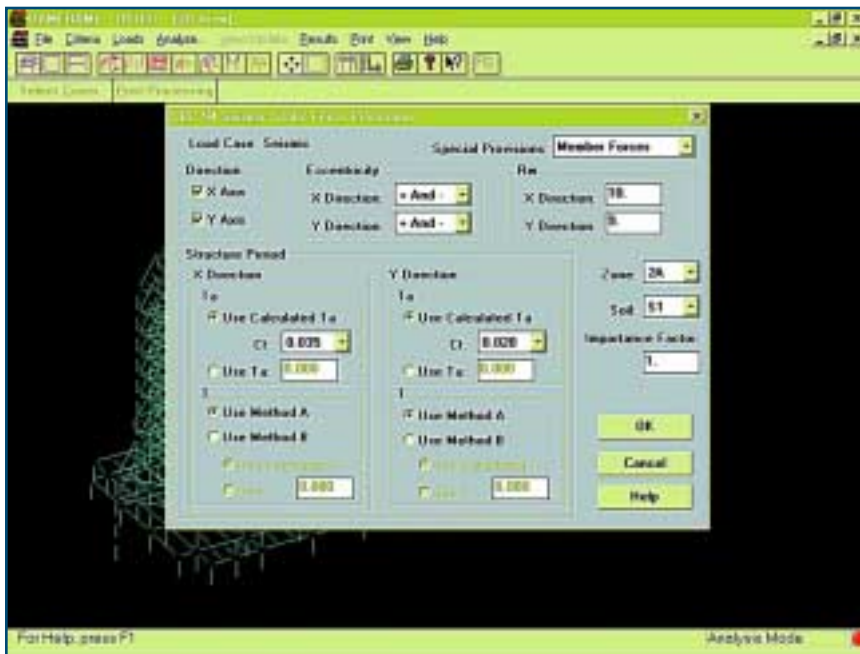 File Criteria Loads Analyze Results Print View Help
Load Case: Seismic
Special Provisions: Member Forces
Direction
X Axis
Y Axis
Eccentricity
X Direction: + And -
Y Direction: + And -
Rw
X Direction: 10.
Y Direction:
Structure Period
X Direction
Ta
Use Calculated Ta
Ct: 0.035
Use Ta: 0.000
T
Use Method A
Use Method B
0.000
Y Direction
Ta
Use Calculated Ta
Ct: 0.020
Use Ta: 0.000
T
Use Method A
Use Method B
0.000
Zone: 2A
Soil: S1
Importance Factor
1.
OK
Cancel
Help
For Help, press F1
Analysis Mode